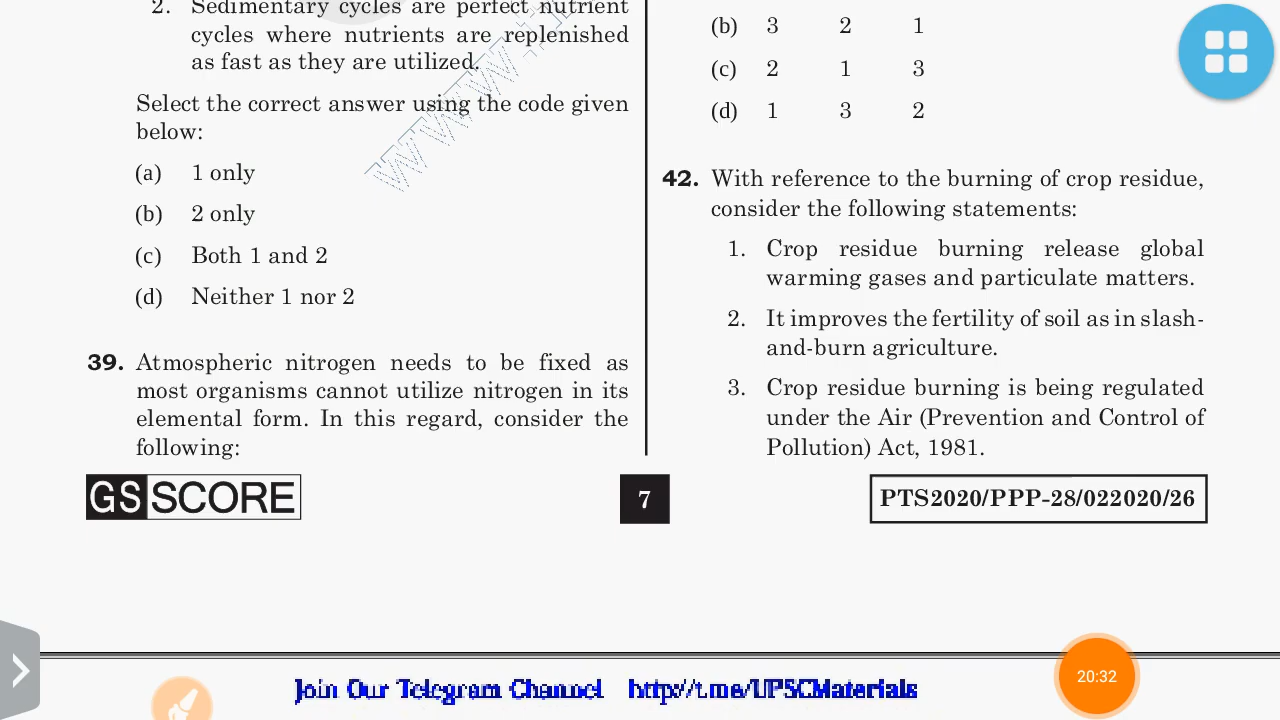 2. Sedimentary cycles are perfect nutrient
cycles where nutrients are replenished
as fast as they are utilized.
Select the correct answer using the code given
below:
(a) 1 only
(b) 2 only
(c) Both 1 and 2
(d) Neither 1 nor 2
39. Atmospheric nitrogen needs to be fixed as
most organisms cannot utilize nitrogen in its
elemental form. In this regard, consider the
following:
(b) 3 2 1
(c) 2 1 3
(d) 1 3 2
42. With reference to the burning of crop residue,
consider the following statements:
1. Crop residue burning release global
warming gases and particulate matters.
2. It improves the fertility of soil as in slash-
and-burn agriculture.
3. Crop residue burning is being regulated
under the Air (Prevention and Control of
Pollution) Act, 1981.
GS SCORE
7
PTS2020/PPP-28/022020/26
Join Our Telegram Channel http://t.me/UPSCMaterials
20:32